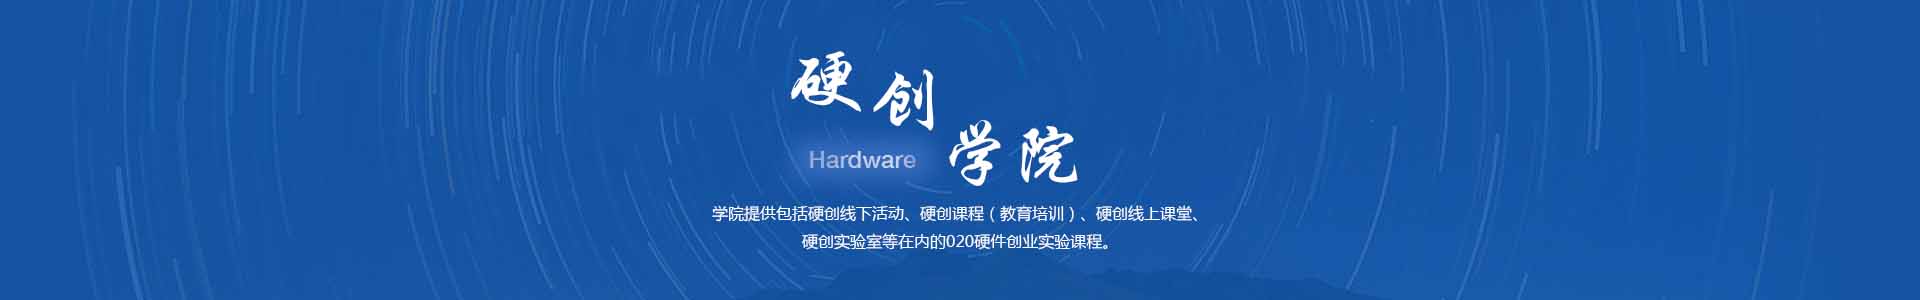 硬创
学院
Hardware
学院提供包括硬创线下活动、硬创课程（教育培训）、硬创线上课堂、
硬创实验室等在内的O2O硬件创业实验课程。